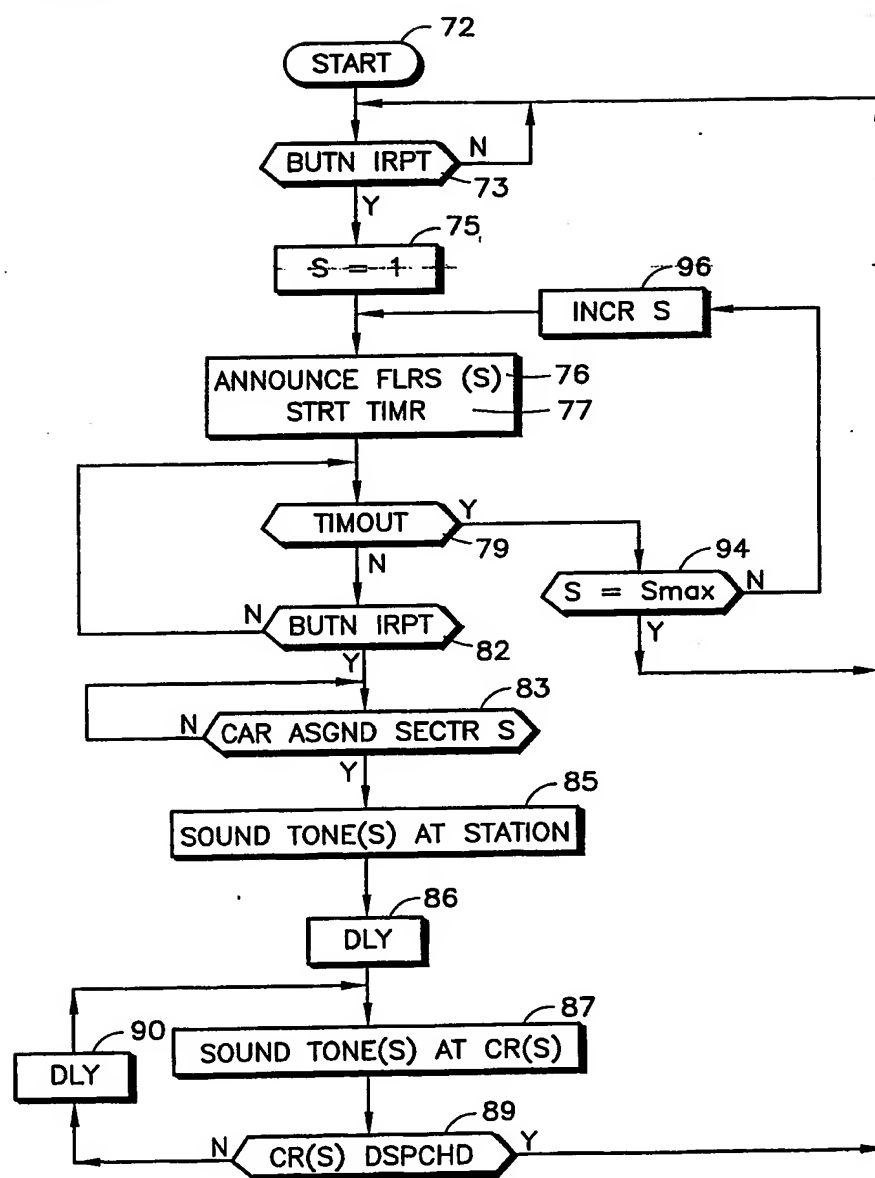 72
START
BUTN IRPT
N
73
Y
75
S = 1
96
INCR S
ANNOUNCE FLRS (S)
76
STRT TIMR
77
TIMOUT
Y
79
N
94
S = Smax
N
Y
N
BUTN IRPT
82
Y
83
N
CAR ASGND SECTR S
Y
85
SOUND TONE(S) AT STATION
86
DLY
87
SOUND TONE(S) AT CR(S)
90
DLY
89
N
CR(S) DSPCHD
Y